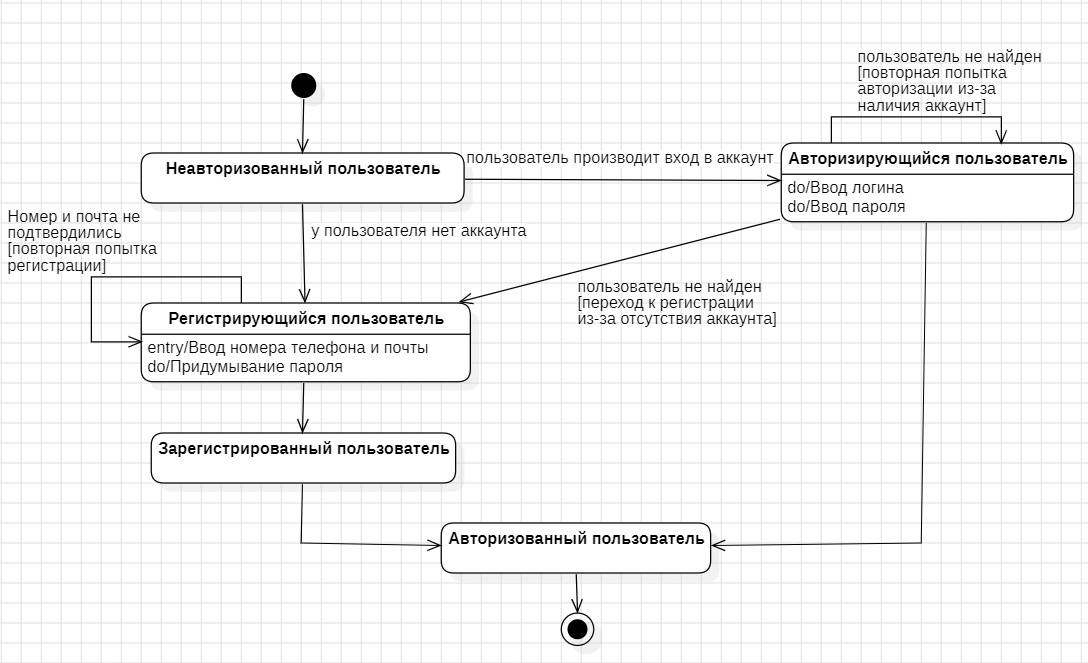 пользователь не найден
[повторная попытка
авторизации из-за
наличия аккаунт]
Неавторизованный пользователь
пользователь производит вход в аккаунт
Авторизирующийся пользователь
do/Ввод логина
do/Ввод пароля
Номер и почта не
подтвердились
[повторная попытка
регистрации]
у пользователя нет аккаунта
пользователь не найден
[переход к регистрации
из-за отсутствия аккаунта]
Регистрирующийся пользователь
entry/Ввод номера телефона и почты
do/Придумывание пароля
Зарегистрированный пользователь
Авторизованный пользователь